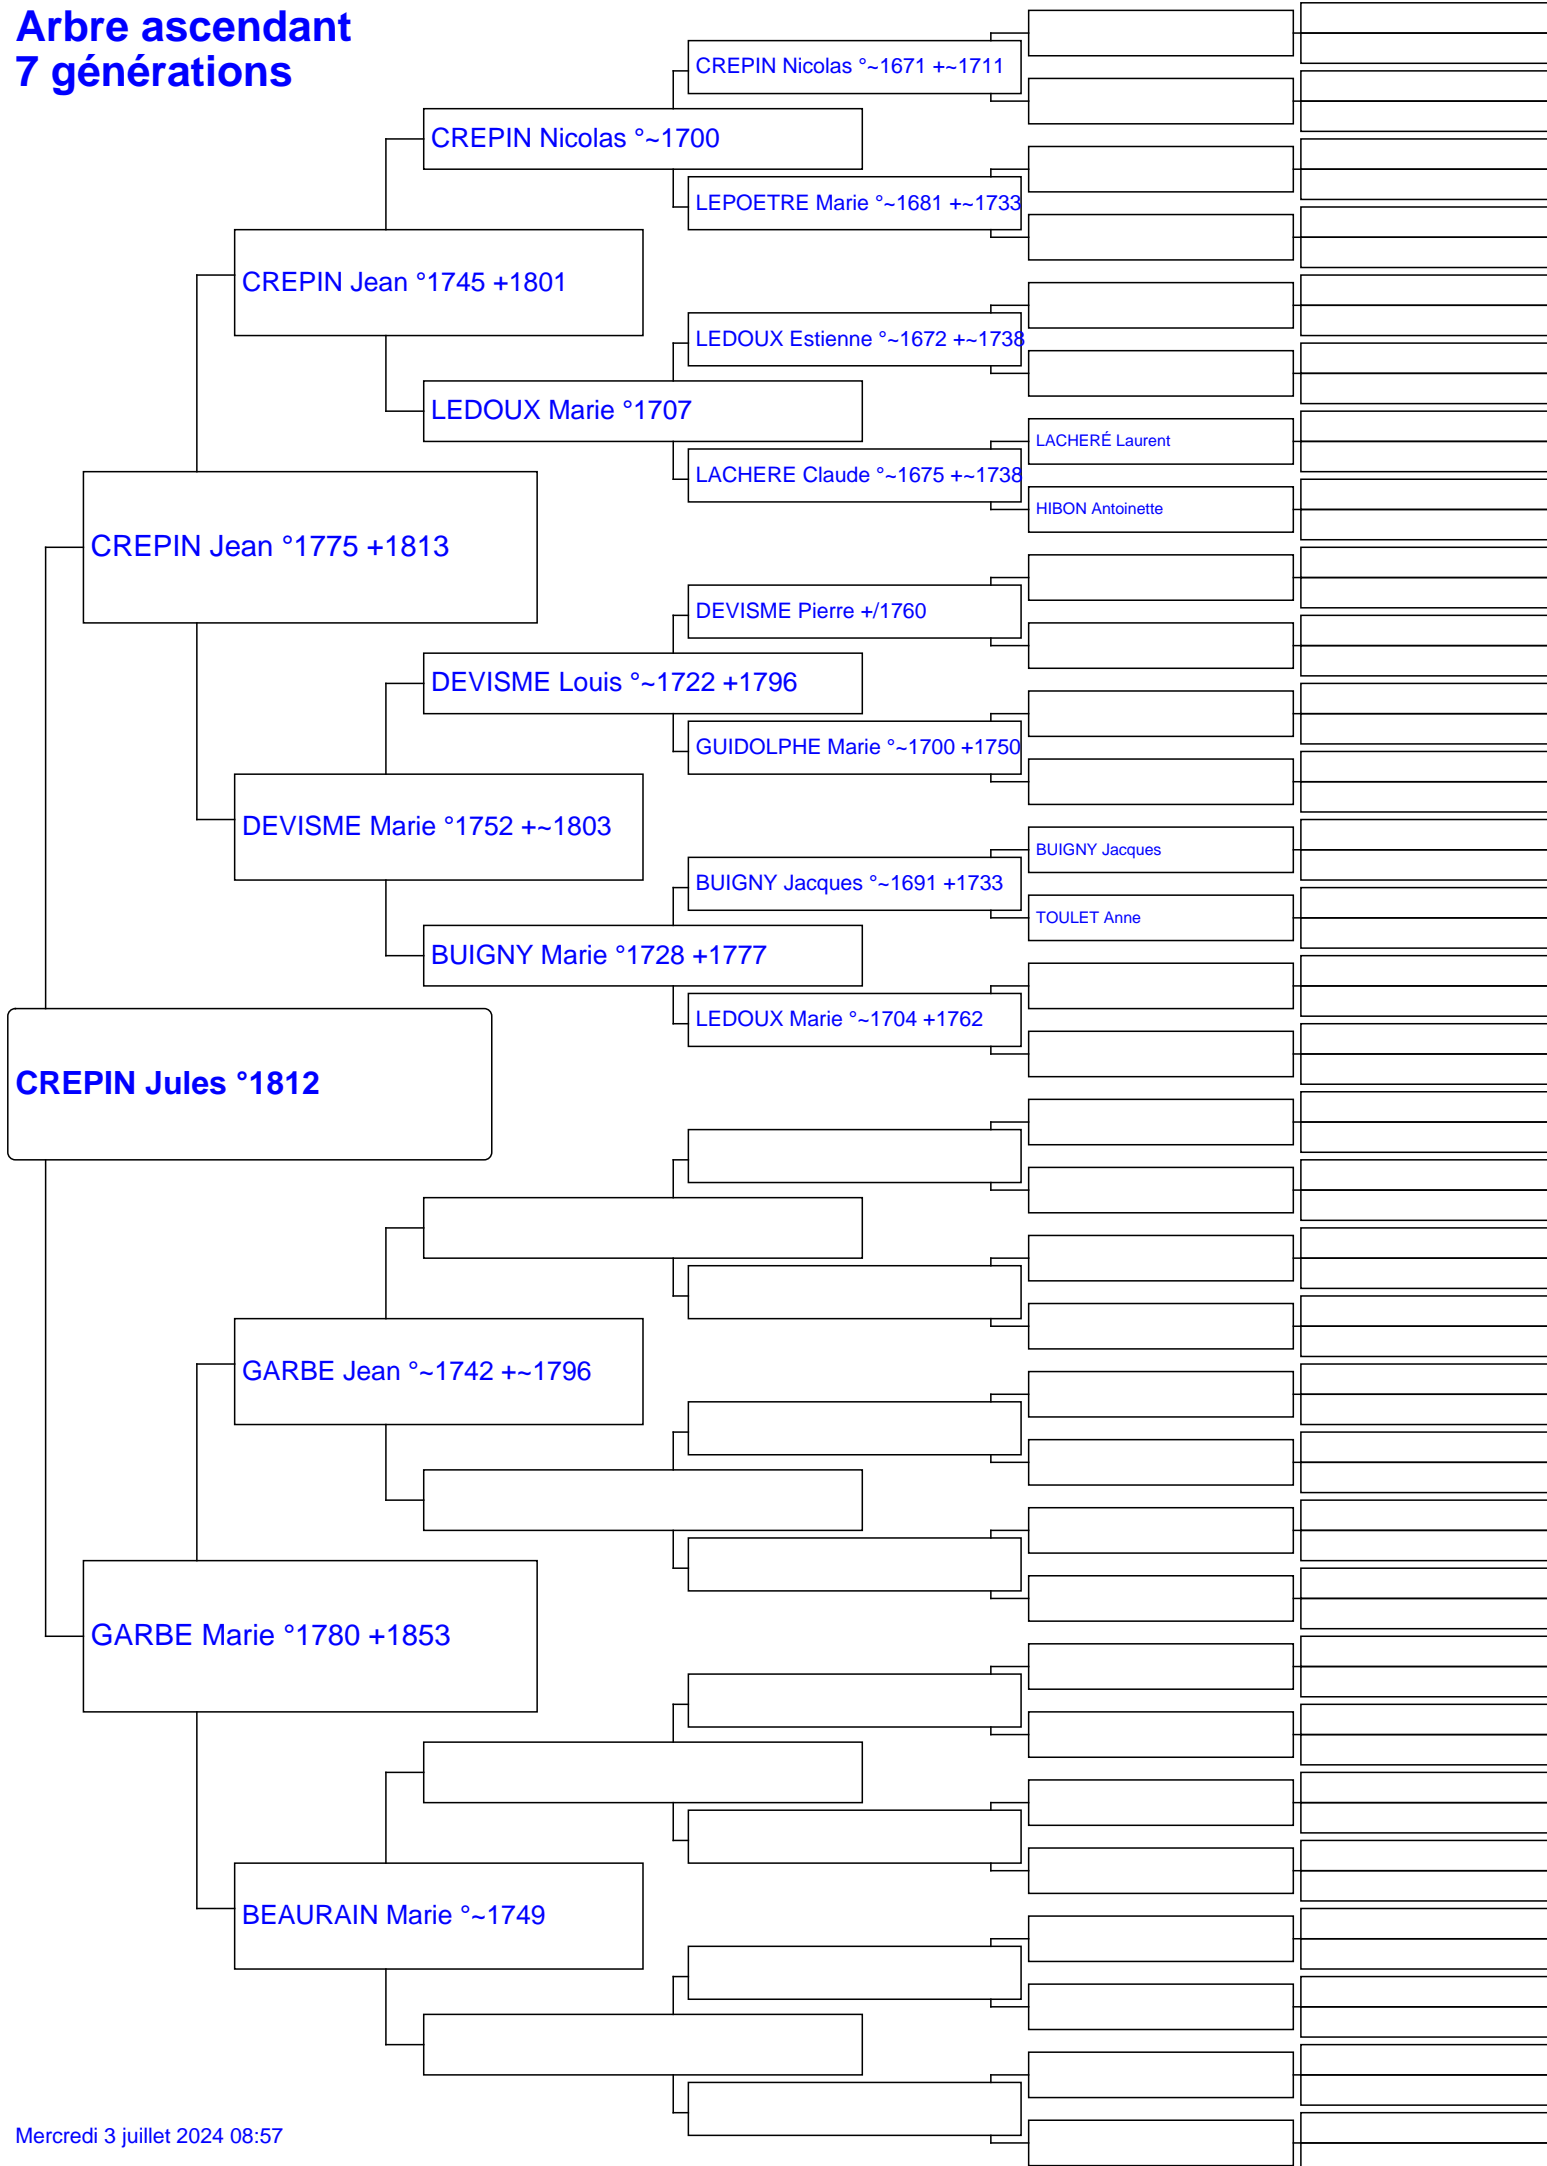 Arbre ascendant
7 générations
CREPIN Nicolas °~1671 +~1711
CREPIN Nicolas °~1700
LEPOETRE Marie °~1681 +~1733
CREPIN Jean °1745 +1801
LEDOUX Estienne °~1672 +~1738
LEDOUX Marie °1707
LACHERÉ Laurent
LACHERE Claude °~1675 +~1738
HIBON Antoinette
CREPIN Jean °1775 +1813
DEVISME Pierre +/1760
DEVISME Louis °~1722 +1796
GUIDOLPHE Marie °~1700 +1750
DEVISME Marie °1752 +~1803
BUIGNY Jacques
BUIGNY Jacques °~1691 +1733
TOULET Anne
BUIGNY Marie °1728 +1777
LEDOUX Marie °~1704 +1762
CREPIN Jules °1812
GARBE Jean °~1742 +~1796
GARBE Marie °1780 +1853
BEAURAIN Marie °~1749
Mercredi 3 juillet 2024 08:57